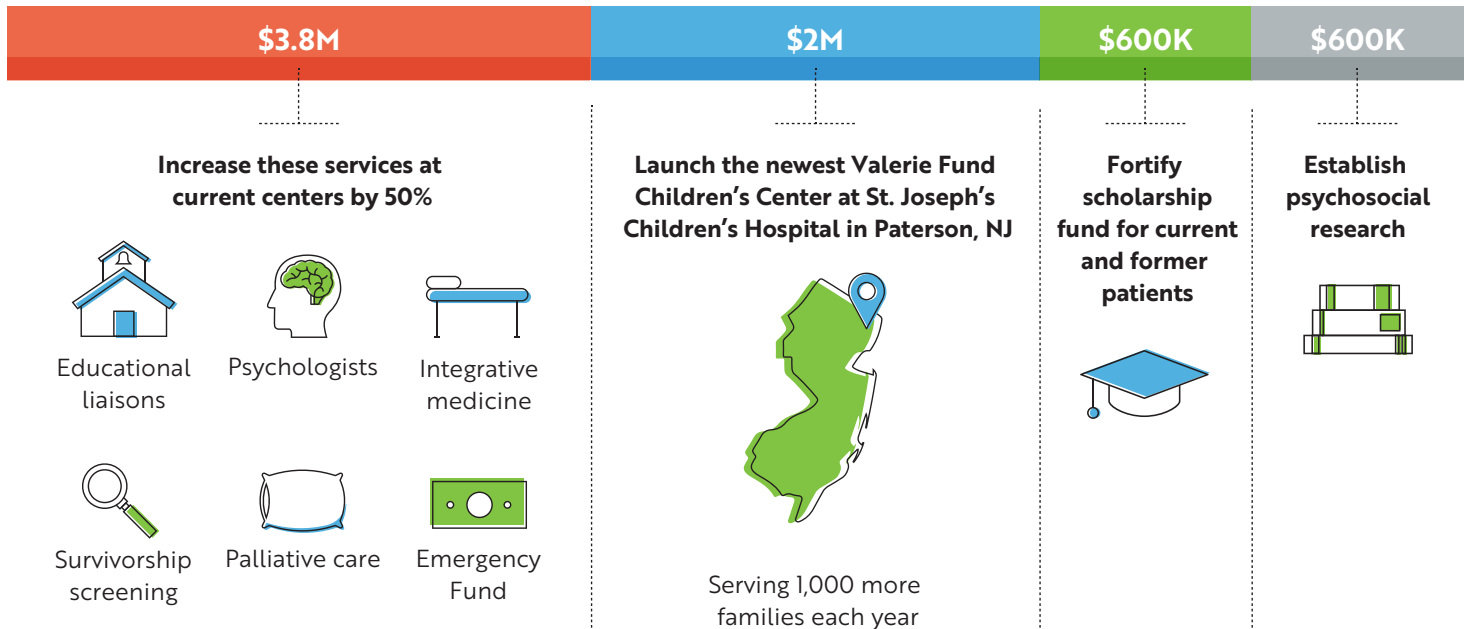 $3.8M
$2M
$600K
$600K
Increase these services at
current centers by 50%
Educational
liaisons
Psychologists
Integrative
medicine
Survivorship
screening
Palliative care
Emergency
Fund
Launch the newest Valerie Fund
Children’s Center at St. Joseph’s
Children’s Hospital in Paterson, NJ
Serving 1,000 more
families each year
Fortify
scholarship
fund for current
and former
patients
Establish
psychosocial
research